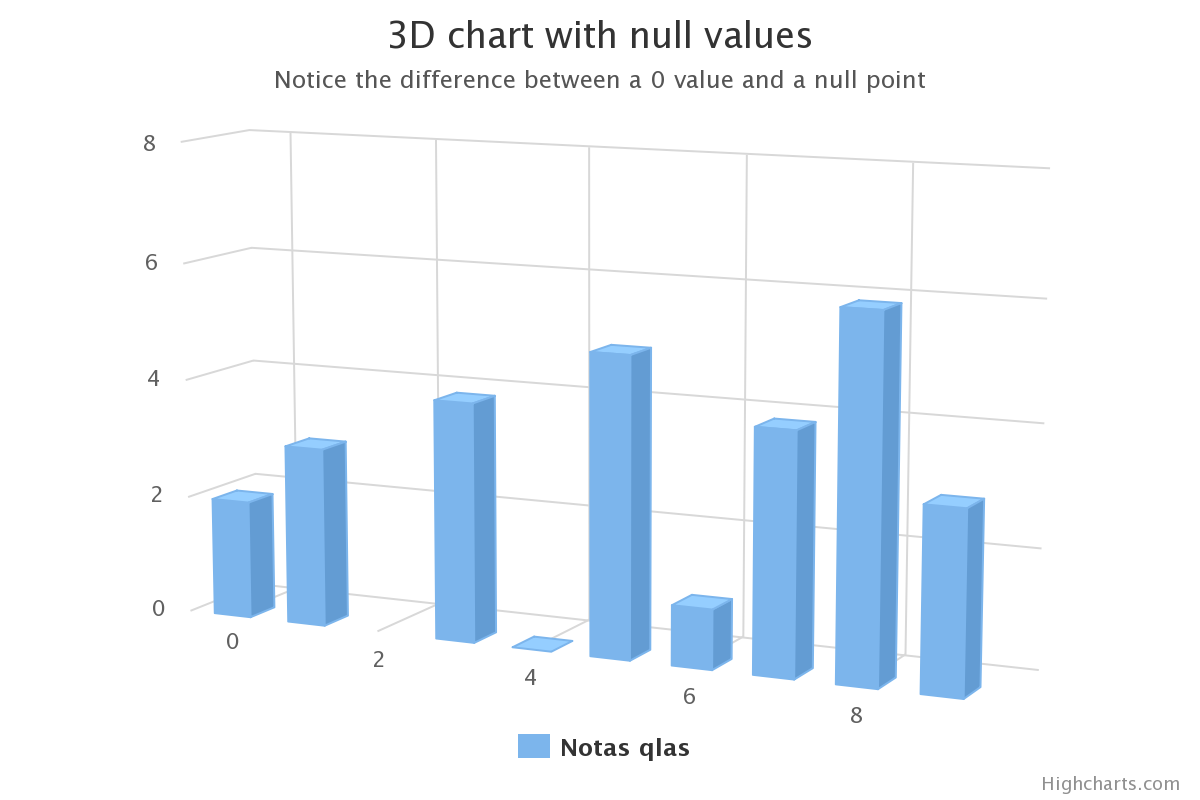 3D chart with null values
Notice the difference between a 0 value and a null point
8
6
4
2
0
0
2
4
6
8
Notas qlas
Highcharts.com